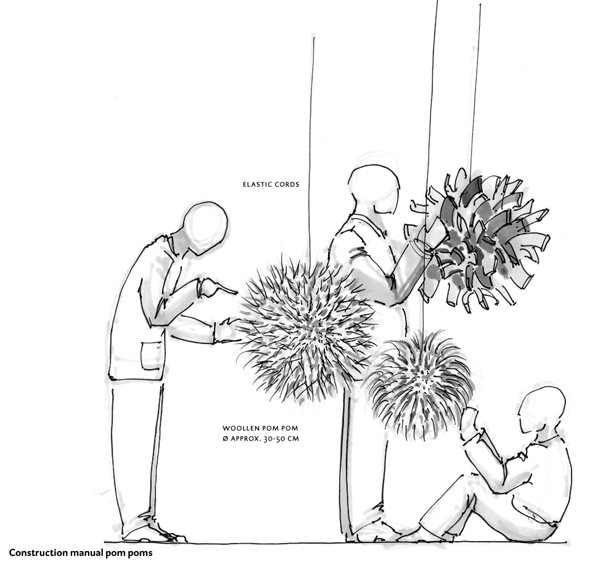 ELASTIC CORDS
WOOLLEN POM POM
Ø APPROX. 30-50 CM
Construction manual pom poms